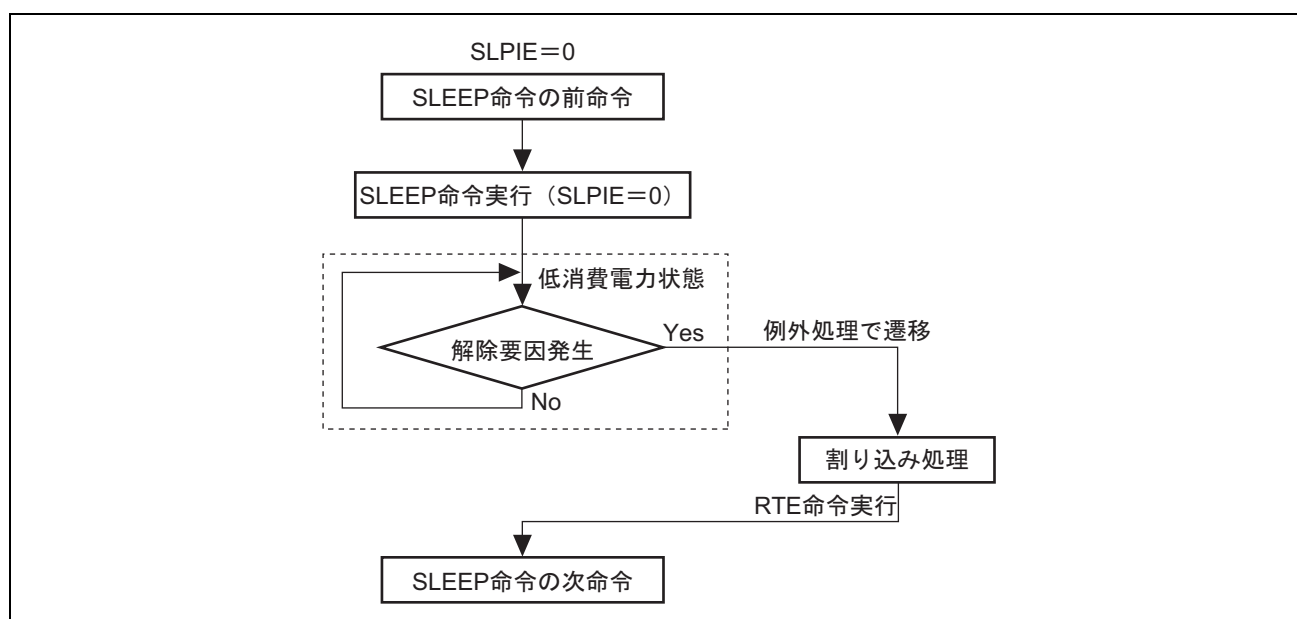 SLPIE＝0
SLEEP命令の前命令
SLEEP命令実行（SLPIE＝0）
低消費電力状態
解除要因発生
Yes
例外処理で遷移
No
割り込み処理
RTE命令実行
SLEEP命令の次命令